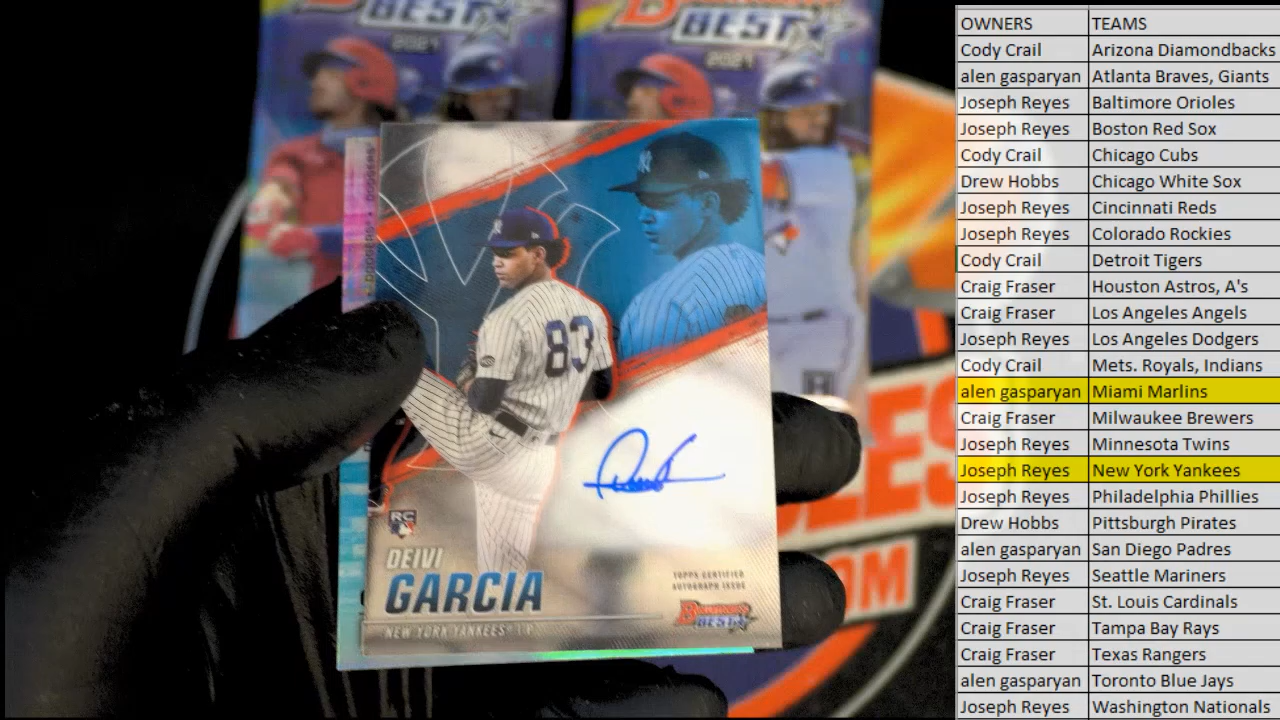 BEST
2021
BOWMAN'S
BEST
2021
DODGERS • DODGERS
83
RC
DEIVI
GARCIA
NEW YORK YANKEES | P
TOPPS CERTIFIED
AUTOGRAPH ISSUE
BOWMAN'S
BEST
OM
OWNERS TEAMS
Cody Crail Arizona Diamondbacks
alen gasparyan Atlanta Braves, Giants
Joseph Reyes Baltimore Orioles
Joseph Reyes Boston Red Sox
Cody Crail Chicago Cubs
Drew Hobbs Chicago White Sox
Joseph Reyes Cincinnati Reds
Joseph Reyes Colorado Rockies
Cody Crail Detroit Tigers
Craig Fraser Houston Astros, A's
Craig Fraser Los Angeles Angels
Joseph Reyes Los Angeles Dodgers
Cody Crail Mets. Royals, Indians
alen gasparyan Miami Marlins
Craig Fraser Milwaukee Brewers
Joseph Reyes Minnesota Twins
Joseph Reyes New York Yankees
Joseph Reyes Philadelphia Phillies
Drew Hobbs Pittsburgh Pirates
alen gasparyan San Diego Padres
Joseph Reyes Seattle Mariners
Craig Fraser St. Louis Cardinals
Craig Fraser Tampa Bay Rays
Craig Fraser Texas Rangers
alen gasparyan Toronto Blue Jays
Joseph Reyes Washington Nationals